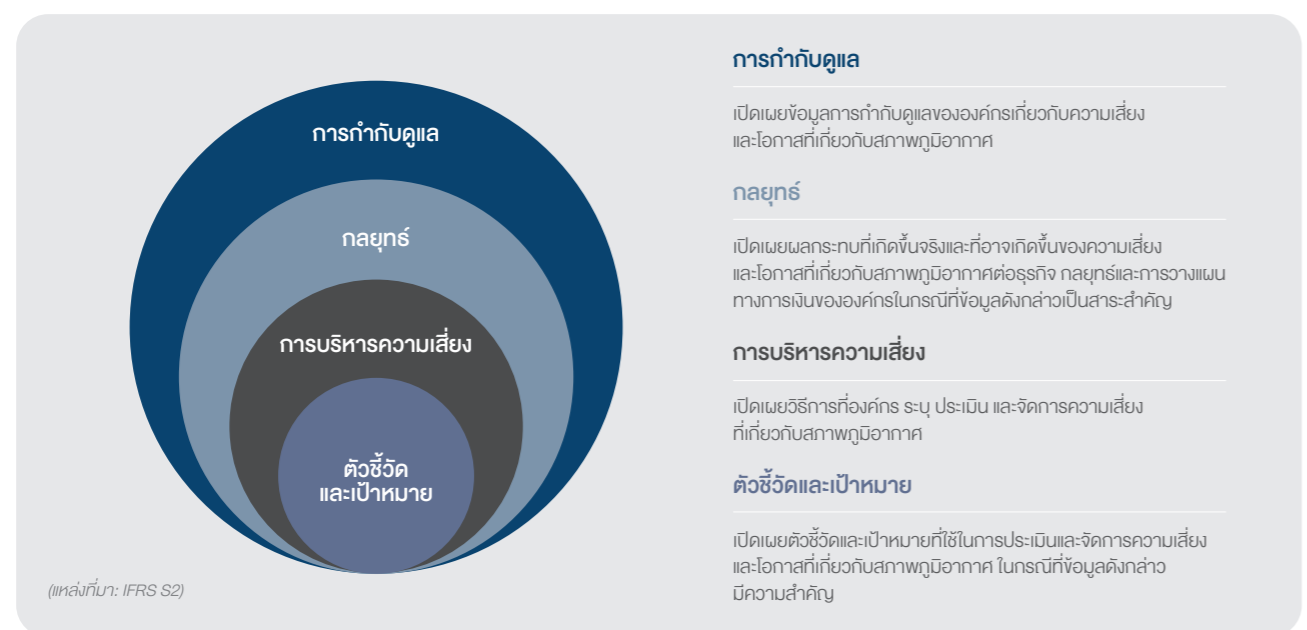 การกำกับดูแล
กลยุทธ์
การบริหารความเสี่ยง
ตัวชี้วัด
และเป้าหมาย
(แหล่งที่มา: IFRS S2)
การกำกับดูแล
เปิดเผยข้อมูลการกำกับดูแลขององค์กรเกี่ยวกับความเสี่ยง
และโอกาสที่เกี่ยวกับสภาพภูมิอากาศ
กลยุทธ์
เปิดเผยผลกระทบที่เกิดขึ้นจริงและที่อาจเกิดขึ้นของความเสี่ยง
และโอกาสที่เกี่ยวกับสภาพภูมิอากาศต่อธุรกิจ กลยุทธ์และการวางแผน
ทางการเงินขององค์กรในกรณีที่ข้อมูลดังกล่าวเป็นสาระสำคัญ
การบริหารความเสี่ยง
เปิดเผยวิธีการที่องค์กร ระบุ ประเมิน และจัดการความเสี่ยง
ที่เกี่ยวกับสภาพภูมิอากาศ
ตัวชี้วัดและเป้าหมาย
เปิดเผยตัวชี้วัดและเป้าหมายที่ใช้ในการประเมินและจัดการความเสี่ยง
และโอกาสที่เกี่ยวกับสภาพภูมิอากาศ ในกรณีที่ข้อมูลดังกล่าว
มีความสำคัญ